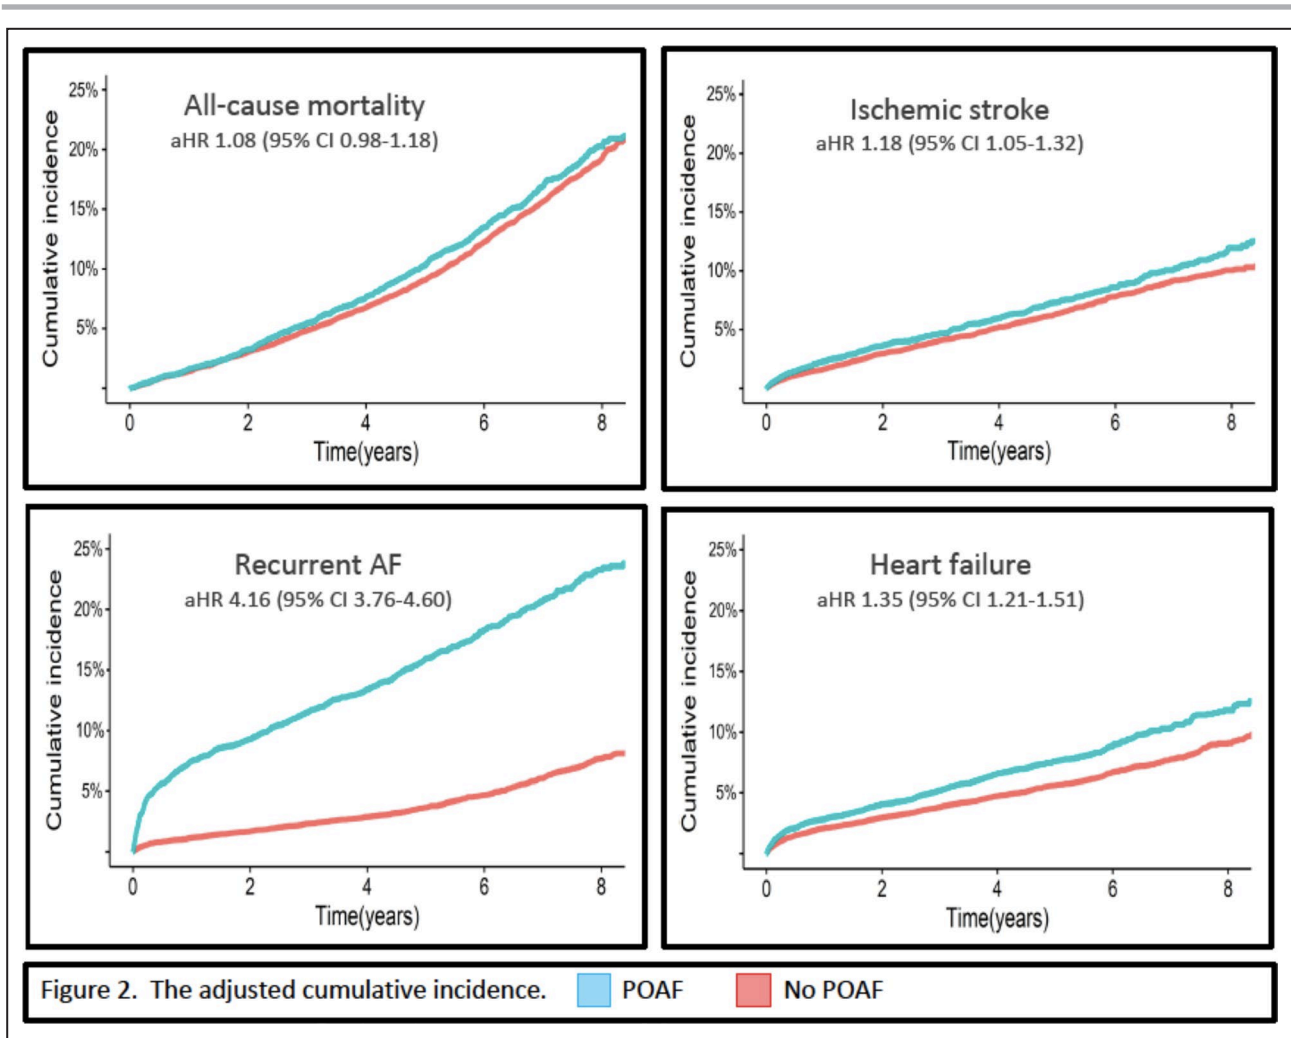 All-cause mortality
aHR 1.08 (95% CI 0.98-1.18)
Cumulative incidence
25%
20%
15%
10%
5%
0 2 4 6 8
Time(years)
Ischemic stroke
aHR 1.18 (95% CI 1.05-1.32)
Cumulative incidence
25%
20%
15%
10%
5%
0 2 4 6 8
Time(years)
Recurrent AF
aHR 4.16 (95% CI 3.76-4.60)
Cumulative incidence
25%
20%
15%
10%
5%
0 2 4 6 8
Time(years)
Heart failure
aHR 1.35 (95% CI 1.21-1.51)
Cumulative incidence
25%
20%
15%
10%
5%
0 2 4 6 8
Time(years)
Figure 2. The adjusted cumulative incidence. POAF No POAF